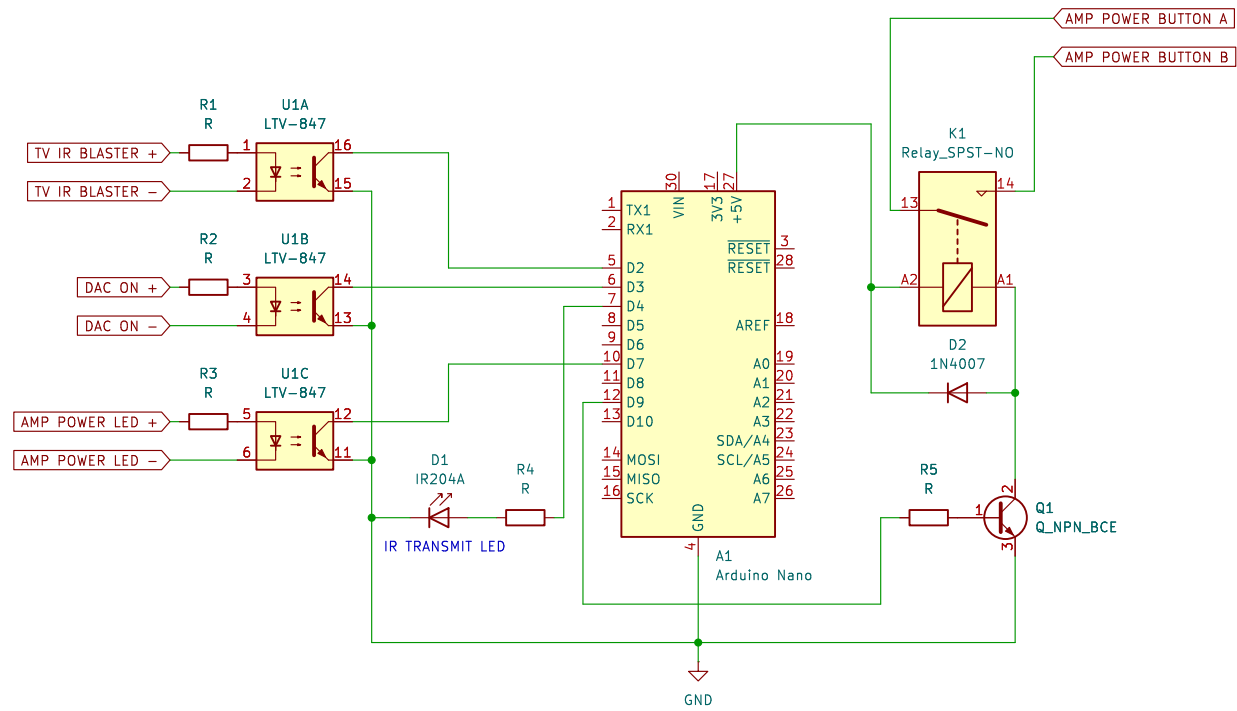 AMP POWER BUTTON A
AMP POWER BUTTON B
R1
R
U1A
LTV-847
TV IR BLASTER +
1
16
TV IR BLASTER -
2
15
R2
R
U1B
LTV-847
DAC ON +
3
14
DAC ON -
4
13
R3
R
U1C
LTV-847
AMP POWER LED +
5
12
AMP POWER LED -
6
11
D1
IR204A
R4
R
IR TRANSMIT LED
30
17
27
VIN
3V3
+5V
1
TX1
2
RX1
5
D2
6
D3
7
D4
8
D5
9
D6
10
D7
11
D8
12
D9
13
D10
14
MOSI
15
MISO
16
SCK
RESET
3
RESET
28
AREF
18
A0
19
A1
20
A2
21
A3
22
SDA/A4
23
SCL/A5
24
A6
25
A7
26
GND
4
A1
Arduino Nano
GND
K1
Relay_SPST-NO
14
13
A2
A1
D2
1N4007
R5
R
1
2
3
Q1
Q_NPN_BCE